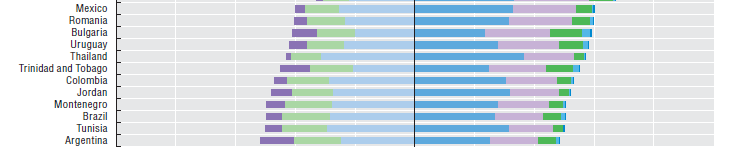 Mexico
Romania
Bulgaria
Uruguay
Thailand
Trinidad and Tobago
Colombia
Jordan
Montenegro
Brazil
Tunisia
Argentina